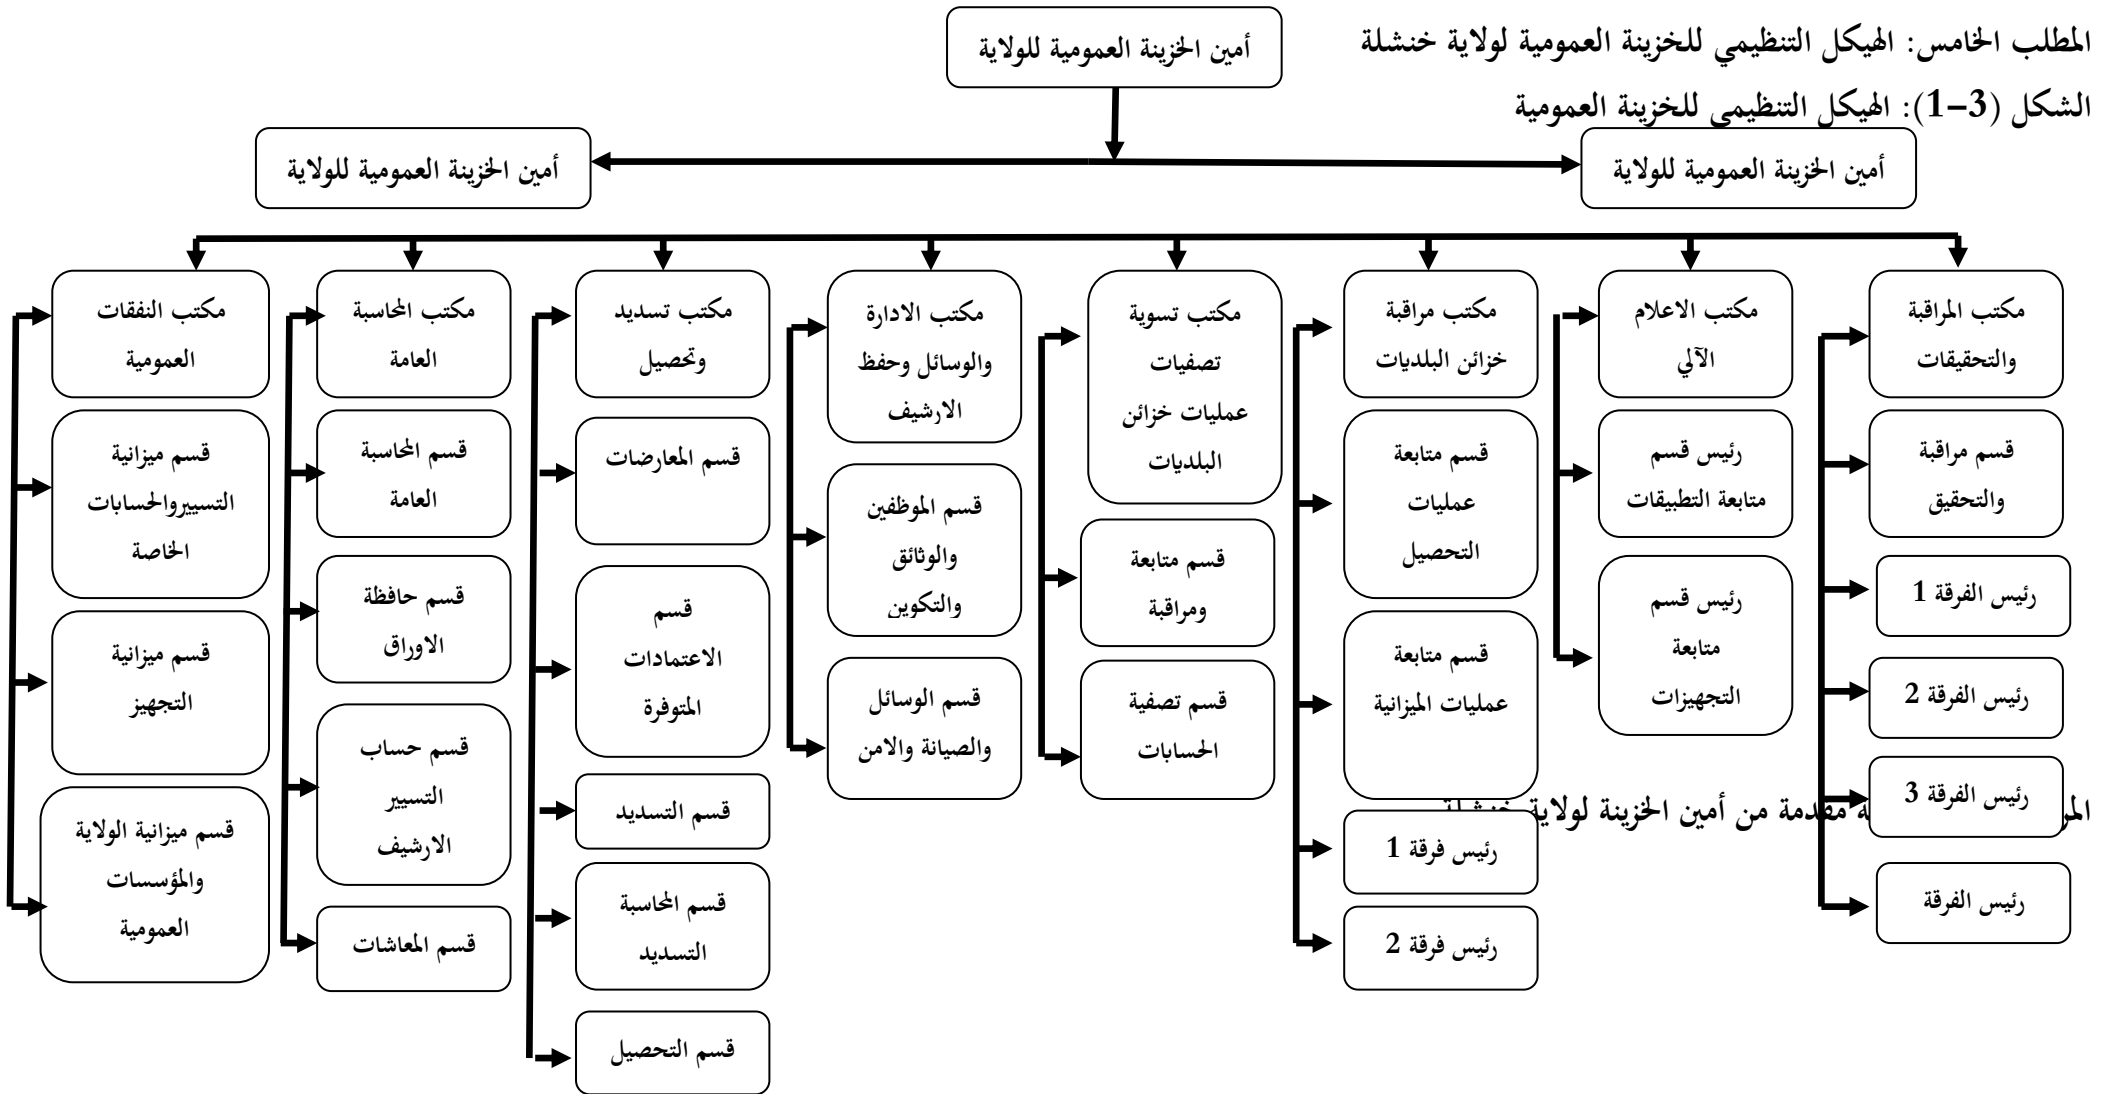 المطلب الخامس: الهيكل التنظيمي للخزينة العمومية لولاية خنشلة
الشكل (3-1): الهيكل التنظيمي للخزينة العمومية
أمين الخزينة العمومية للولاية
أمين الخزينة العمومية للولاية
أمين الخزينة العمومية للولاية
مكتب المراقبة
والتحقيقات
قسم مراقبة
والتحقيق
رئيس الفرقة 1
رئيس الفرقة 2
رئيس الفرقة 3
رئيس الفرقة
مكتب الاعلام
الآلي
رئيس قسم
متابعة التطبيقات
رئيس قسم
متابعة
التجهيزات
مكتب مراقبة
خزائن البلديات
قسم متابعة
عمليات
التحصيل
قسم متابعة
عمليات الميزانية
رئيس فرقة 1
رئيس فرقة 2
مكتب تسوية
تصفيات
عمليات خزائن
البلديات
قسم متابعة
ومراقبة
قسم تصفية
الحسابات
مكتب الادارة
والوسائل وحفظ
الارشيف
قسم الموظفين
والوثائق
والتكوين
قسم الوسائل
والصيانة والامن
مكتب تسديد
وتحصيل
قسم المعارضات
قسم
الاعتمادات
المتوفرة
قسم التسديد
قسم المحاسبة
التسديد
قسم التحصيل
مكتب المحاسبة
العامة
قسم المحاسبة
العامة
قسم حافظة
الاوراق
قسم حساب
التسيير
الارشيف
قسم المعاشات
مكتب النفقات
العمومية
قسم ميزانية
التسييروالحسابات
الخاصة
قسم ميزانية
التجهيز
قسم ميزانية الولاية
والمؤسسات
العمومية
مقدمة من أمين الخزينة لولاية خنشلة